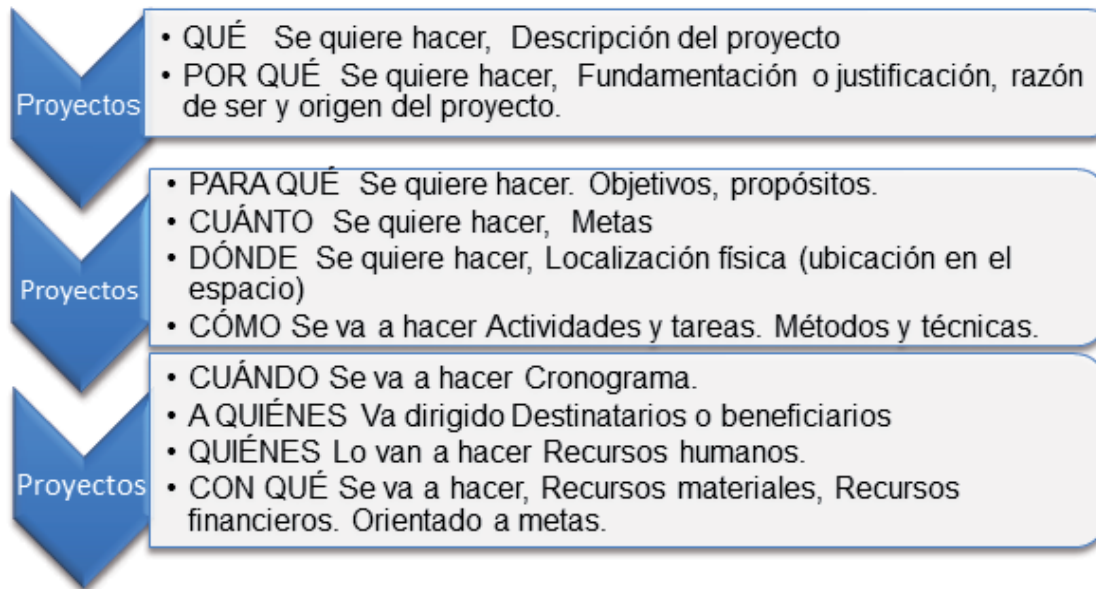 Proyectos
• QUÉ Se quiere hacer, Descripción del proyecto
• POR QUÉ Se quiere hacer, Fundamentación o justificación, razón
de ser y origen del proyecto.
Proyectos
• PARA QUÉ Se quiere hacer. Objetivos, propósitos.
• CUÁNTO Se quiere hacer, Metas
• DÓNDE Se quiere hacer, Localización física (ubicación en el
espacio)
• CÓMO Se va a hacer Actividades y tareas. Métodos y técnicas.
Proyectos
• CUÁNDO Se va a hacer Cronograma.
• A QUIÉNES Va dirigido Destinatarios o beneficiarios
• QUIÉNES Lo van a hacer Recursos humanos.
• CON QUÉ Se va a hacer, Recursos materiales, Recursos
financieros. Orientado a metas.